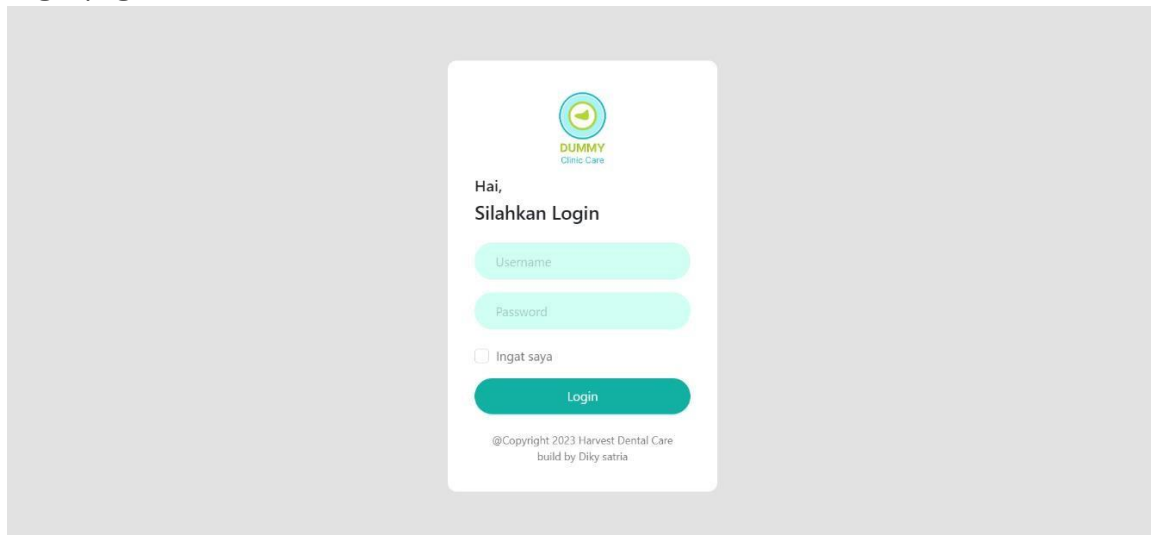 DUMMY
Clinic Care
Hai,
Silahkan Login
Username
Password
Ingat saya
Login
@Copyright 2023 Harvest Dental Care
build by Diky satria